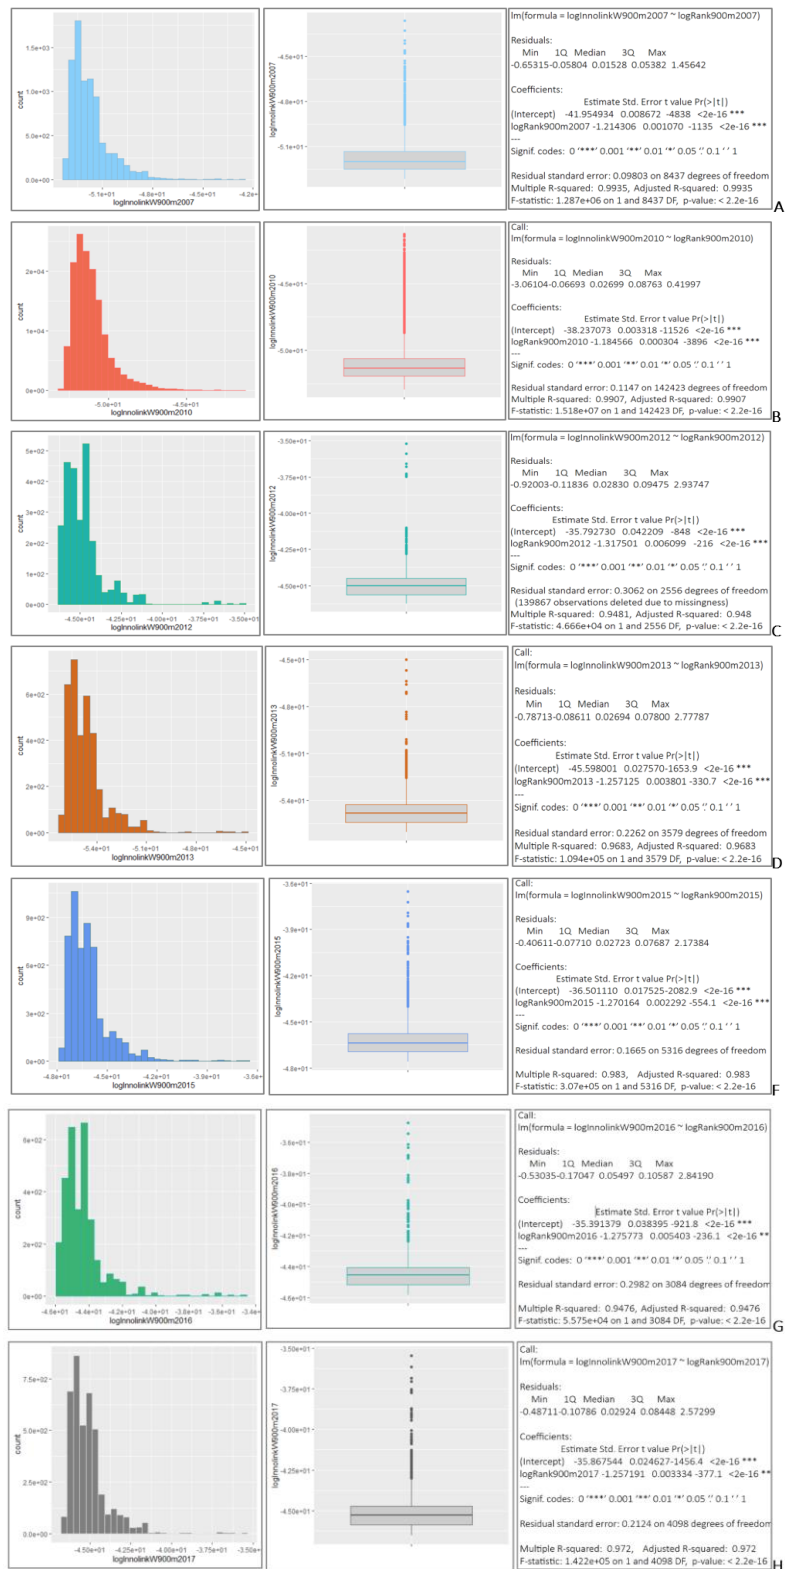 lm(formula = logInnolinkW900m2007 ~ logRank900m2007)
Residuals:
Min 1Q Median 3Q Max
-0.65315-0.05804 0.01528 0.05382 1.45642
Coefficients:
Estimate Std. Error t value Pr(>|t|)
(Intercept) -41.954934 0.008672 -4838 <2e-16 ***
logRank900m2007 -1.214306 0.001070 -1135 <2e-16 ***
---
Signif. codes: 0 '***' 0.001 '**' 0.01 '*' 0.05 '.' 0.1 ' ' 1
Residual standard error: 0.09803 on 8437 degrees of freedom
Multiple R-squared: 0.9935, Adjusted R-squared: 0.9935
F-statistic: 1.287e+06 on 1 and 8437 DF, p-value: < 2.2e-16
count
1.5e+03
1.0e+03
5.0e+02
0.0e+00
-5.1e+01 -4.8e+01 -4.5e+01 -4.2e+01
logInnolinkW900m2007
logInnolinkW900m2007
-4.5e+01
-4.8e+01
-5.1e+01
A
Call:
lm(formula = logInnolinkW900m2010 ~ logRank900m2010)
Residuals:
Min 1Q Median 3Q Max
-3.06104-0.06693 0.02699 0.08763 0.41997
Coefficients:
Estimate Std. Error t value Pr(>|t|)
(Intercept) -38.237073 0.003318 -11526 <2e-16 ***
logRank900m2010 -1.184566 0.000304 -3896 <2e-16 ***
---
Signif. codes: 0 '***' 0.001 '**' 0.01 '*' 0.05 '.' 0.1 ' ' 1
Residual standard error: 0.1147 on 142423 degrees of freedom
Multiple R-squared: 0.9907, Adjusted R-squared: 0.9907
F-statistic: 1.518e+07 on 1 and 142423 DF, p-value: < 2.2e-16
count
2e+04
1e+04
0e+00
-5.0e+01 -4.5e+01
logInnolinkW900m2010
logInnolinkW900m2010
-4.5e+01
-5.0e+01
B
lm(formula = logInnolinkW900m2012 ~ logRank900m2012)
Residuals:
Min 1Q Median 3Q Max
-0.92003-0.11836 0.02830 0.09475 2.93747
Coefficients:
Estimate Std. Error t value Pr(>|t|)
(Intercept) -35.792730 0.042209 -848 <2e-16 ***
logRank900m2012 -1.317501 0.006099 -216 <2e-16 ***
---
Signif. codes: 0 '***' 0.001 '**' 0.01 '*' 0.05 '.' 0.1 ' ' 1
Residual standard error: 0.3062 on 2556 degrees of freedom
(139867 observations deleted due to missingness)
Multiple R-squared: 0.9481, Adjusted R-squared: 0.948
F-statistic: 4.666e+04 on 1 and 2556 DF, p-value: < 2.2e-16
count
5e+02
4e+02
3e+02
2e+02
1e+02
0e+00
-4.50e+01 -4.25e+01 -4.00e+01 -3.75e+01 -3.50e+01
logInnolinkW900m2012
logInnolinkW900m2012
-3.50e+01
-3.75e+01
-4.00e+01
-4.25e+01
-4.50e+01
C
Call:
lm(formula = logInnolinkW900m2013 ~ logRank900m2013)
Residuals:
Min 1Q Median 3Q Max
-0.78713-0.08611 0.02694 0.07800 2.77787
Coefficients:
Estimate Std. Error t value Pr(>|t|)
(Intercept) -45.598001 0.027570-1653.9 <2e-16 ***
logRank900m2013 -1.257125 0.003801 -330.7 <2e-16 ***
---
Signif. codes: 0 '***' 0.001 '**' 0.01 '*' 0.05 '.' 0.1 ' ' 1
Residual standard error: 0.2262 on 3579 degrees of freedom
Multiple R-squared: 0.9683, Adjusted R-squared: 0.9683
F-statistic: 1.094e+05 on 1 and 3579 DF, p-value: < 2.2e-16
count
6e+02
4e+02
2e+02
0e+00
-5.4e+01 -5.1e+01 -4.8e+01 -4.5e+01
logInnolinkW900m2013
logInnolinkW900m2013
-4.5e+01
-4.8e+01
-5.1e+01
-5.4e+01
D
Call:
lm(formula = logInnolinkW900m2015 ~ logRank900m2015)
Residuals:
Min 1Q Median 3Q Max
-0.40611-0.07710 0.02723 0.07687 2.17384
Coefficients:
Estimate Std. Error t value Pr(>|t|)
(Intercept) -36.501110 0.017525-2082.9 <2e-16 ***
logRank900m2015 -1.270164 0.002292 -554.1 <2e-16 ***
---
Signif. codes: 0 '***' 0.001 '**' 0.01 '*' 0.05 '.' 0.1 ' ' 1
Residual standard error: 0.1665 on 5316 degrees of freedom
Multiple R-squared: 0.983, Adjusted R-squared: 0.983
F-statistic: 3.07e+05 on 1 and 5316 DF, p-value: < 2.2e-16
count
9e+02
6e+02
3e+02
0e+00
-4.8e+01 -4.5e+01 -4.2e+01 -3.9e+01 -3.6e+01
logInnolinkW900m2015
logInnolinkW900m2015
-3.6e+01
-3.9e+01
-4.2e+01
-4.5e+01
-4.8e+01
F
Call:
lm(formula = logInnolinkW900m2016 ~ logRank900m2016)
Residuals:
Min 1Q Median 3Q Max
-0.53035-0.17047 0.05497 0.10587 2.84190
Coefficients:
Estimate Std. Error t value Pr(>|t|)
(Intercept) -35.391379 0.038395 -921.8 <2e-16 ***
logRank900m2016 -1.275773 0.005403 -236.1 <2e-16 **
---
Signif. codes: 0 '***' 0.001 '**' 0.01 '*' 0.05 '.' 0.1 ' ' 1
Residual standard error: 0.2982 on 3084 degrees of freedom
Multiple R-squared: 0.9476, Adjusted R-squared: 0.9476
F-statistic: 5.575e+04 on 1 and 3084 DF, p-value: < 2.2e-16
count
6e+02
4e+02
2e+02
0e+00
-4.6e+01 -4.4e+01 -4.2e+01 -4.0e+01 -3.8e+01 -3.6e+01 -3.4e+
logInnolinkW900m2016
logInnolinkW900m2016
-3.6e+01
-3.8e+01
-4.0e+01
-4.2e+01
-4.4e+01
-4.6e+01
G
Call:
lm(formula = logInnolinkW900m2017 ~ logRank900m2017)
Residuals:
Min 1Q Median 3Q Max
-0.48711-0.10786 0.02924 0.08448 2.57299
Coefficients:
Estimate Std. Error t value Pr(>|t|)
(Intercept) -35.867544 0.024627-1456.4 <2e-16 ***
logRank900m2017 -1.257191 0.003334 -377.1 <2e-16 **
---
Signif. codes: 0 '***' 0.001 '**' 0.01 '*' 0.05 '.' 0.1 ' ' 1
Residual standard error: 0.2124 on 4098 degrees of freedom
Multiple R-squared: 0.972, Adjusted R-squared: 0.972
F-statistic: 1.422e+05 on 1 and 4098 DF, p-value: < 2.2e-16
count
7.5e+02
5.0e+02
2.5e+02
0.0e+00
-4.50e+01 -4.25e+01 -4.00e+01 -3.75e+01 -3.50e+01
logInnolinkW900m2017
logInnolinkW900m2017
-3.50e+01
-3.75e+01
-4.00e+01
-4.25e+01
-4.50e+01
H